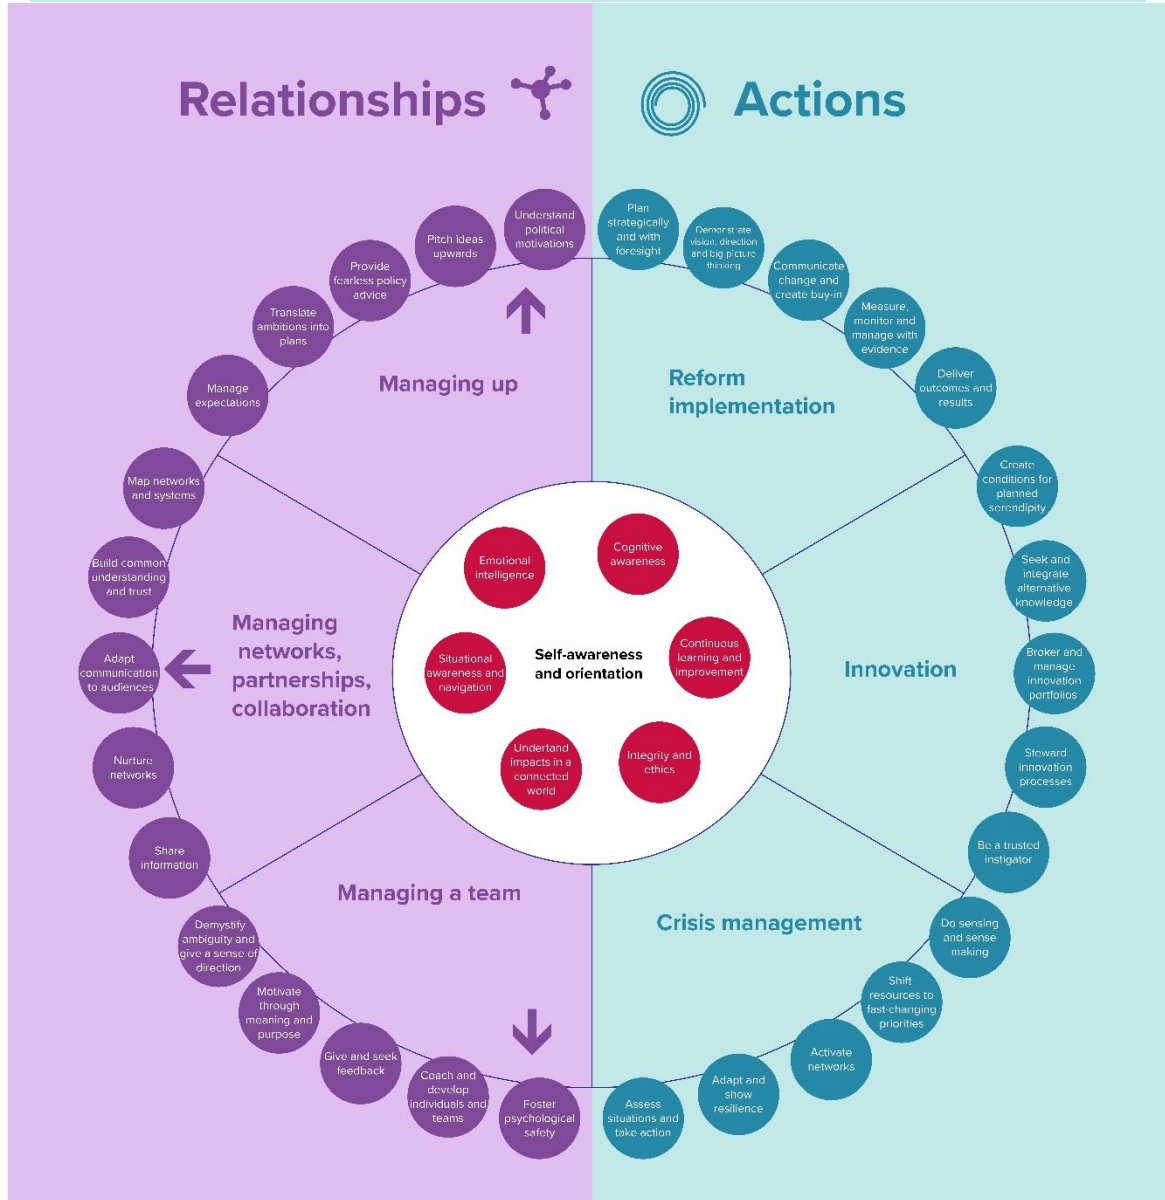 Relationships
Actions
Understand
political
motivations
Pitch ideas
upwards
Provide
fearless policy
advice
Translate
ambitions into
plans
Manage
expectations
Managing up
Map networks
and systems
Build common
understanding
and trust
Adapt
communication
to audiences
Nurture
networks
Share
information
Managing
networks,
partnerships,
collaboration
Demystify
ambiguity and
give a sense of
direction
Motivate
through
meaning and
purpose
Give and seek
feedback
Coach and
develop
individuals and
teams
Foster
psychological
safety
Managing a team
Plan
strategically
and with
foresight
Demonstrate
vision, direction
and big picture
thinking
Communicate
change and
create buy-in
Measure,
monitor and
manage with
evidence
Deliver
outcomes and
results
Reform
implementation
Create
conditions for
planned
serendipity
Seek and
integrate
alternative
knowledge
Broker and
manage
innovation
portfolios
Steward
innovation
processes
Be a trusted
instigator
Innovation
Do sensing
and sense
making
Shift
resources to
fast-changing
priorities
Activate
networks
Adapt and
show
resilience
Assess
situations and
take action
Crisis management
Emotional
intelligence
Cognitive
awareness
Situational
awareness and
navigation
Self-awareness
and orientation
Continuous
learning and
improvement
Undertand
impacts in a
connected
world
Integrity and
ethics